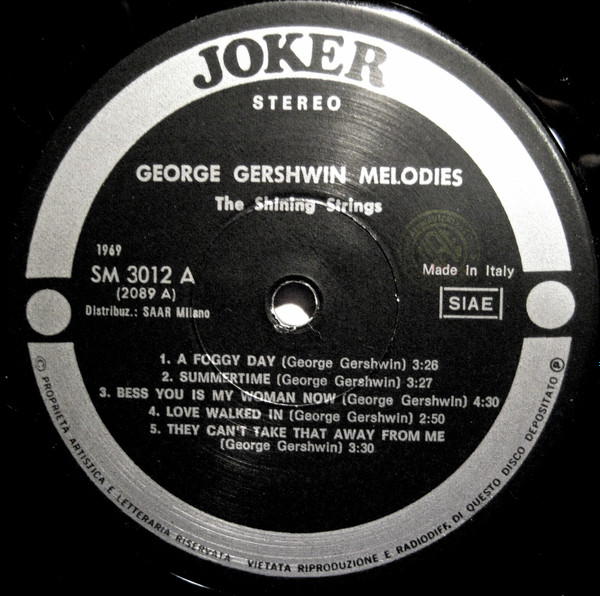 JOKER
STEREO
GEORGE GERSHWIN MELODIES
The Shining Strings
1969
SM 3012 A
(2089 A)
Distribuz.: SAAR Milano
Made in Italy
SIAE
1. A FOGGY DAY (George Gershwin) 3:26
2. SUMMERTIME (George Gershwin) 3:27
3. BESS YOU IS MY WOMAN NOW (George Gershwin) 4:30
4. LOVE WALKED IN (George Gershwin) 2:50
5. THEY CAN'T TAKE THAT AWAY FROM ME
(George Gershwin) 3:30
© PROPRIETA ARTISTICA E LETTERARIA RISERVATA VIETATA RIPRODUZIONE E RADIODIFF. DI QUESTO DISCO DEPOSITATO ℗